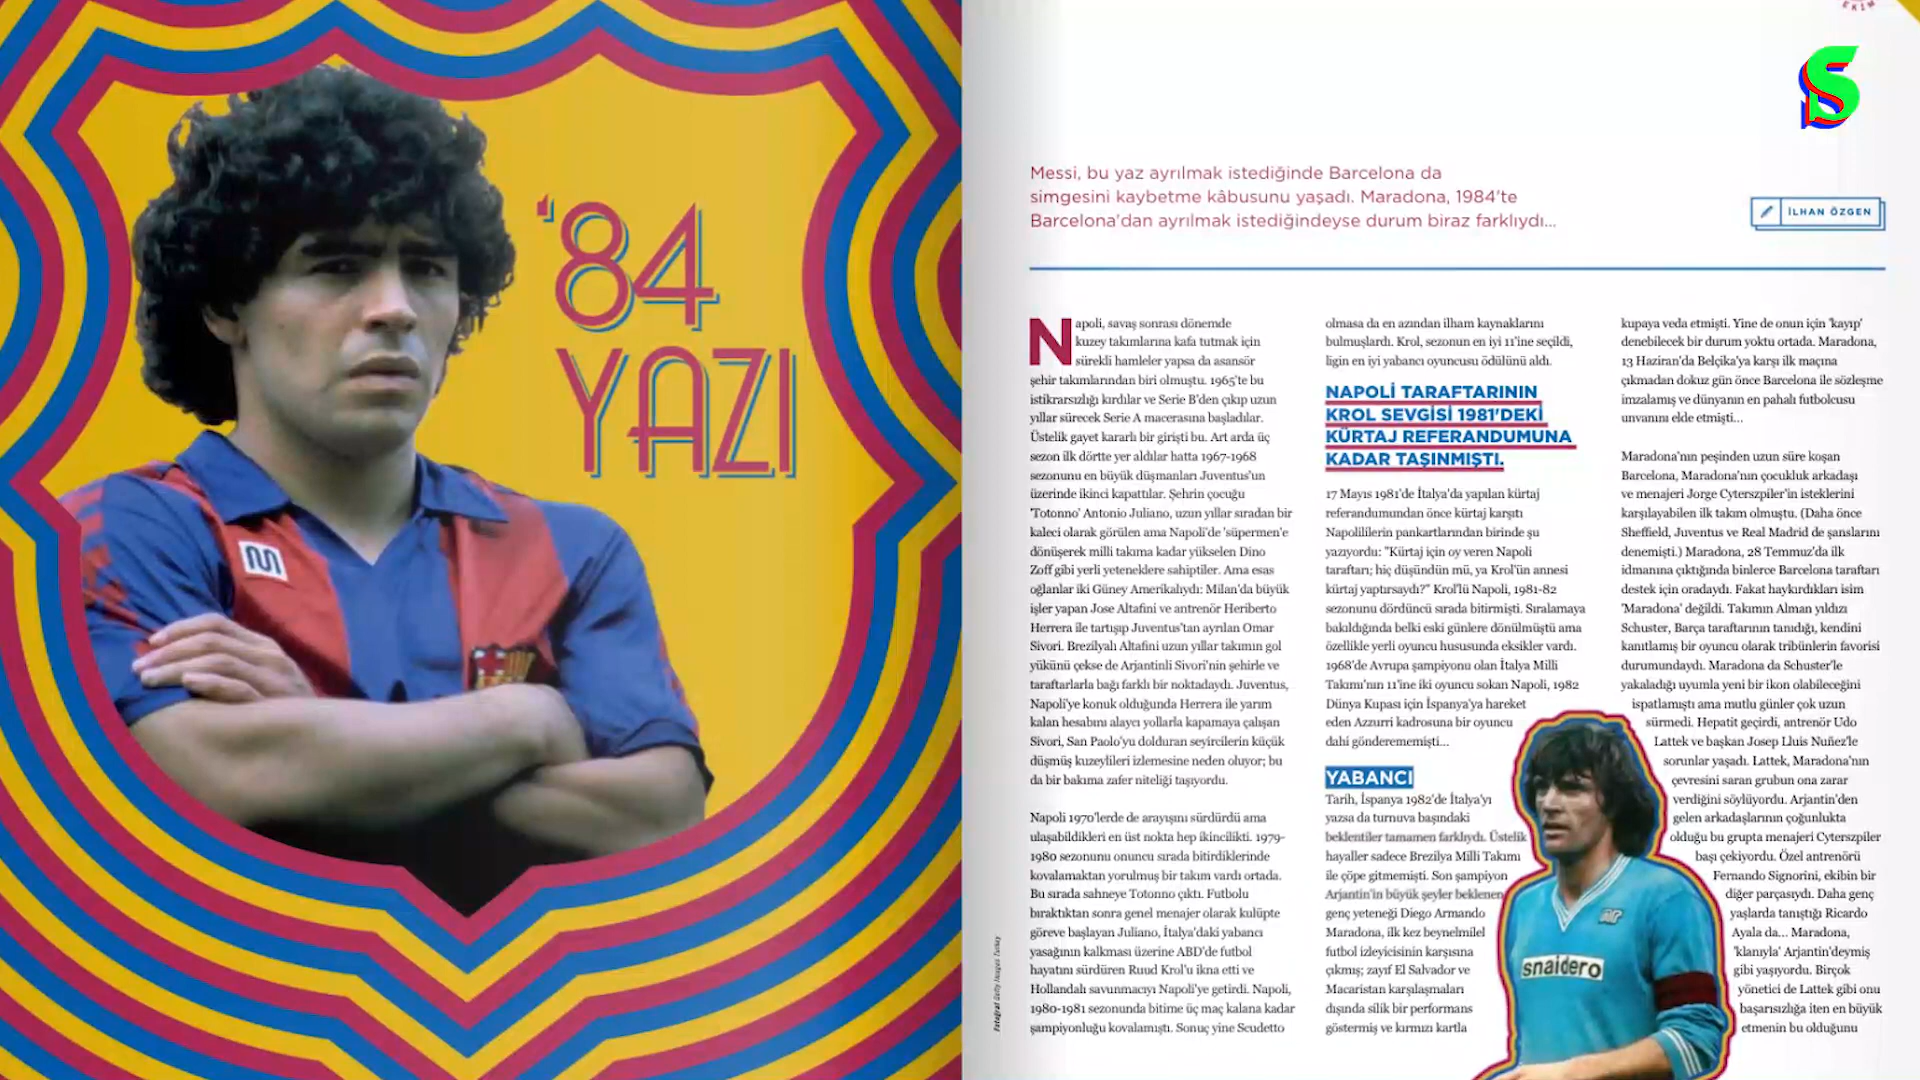 '84
YAZI
EKİM
S
Messi, bu yaz ayrılmak istediğinde Barcelona da
simgesini kaybetme kâbusunu yaşadı. Maradona, 1984'te
Barcelona'dan ayrılmak istediğindeyse durum biraz farklıydı...
İLHAN ÖZGEN
Napoli, savaş sonrası dönemde
kuzey takımlarına kafa tutmak için
sürekli hamleler yapsa da asansör
şehir takımlarından biri olmuştu. 1965'te bu
istikrarsızlığı kırdılar ve Serie B'den çıkıp uzun
yıllar sürecek Serie A macerasına başladılar.
Üstelik gayet kararlı bir girişti bu. Art arda üç
sezon ilk dörtte yer aldılar hatta 1967-1968
sezonunu en büyük düşmanları Juventus'un
üzerinde ikinci kapattılar. Şehrin çocuğu
'Totonno' Antonio Juliano, uzun yıllar sıradan bir
kaleci olarak görülen ama Napoli'de 'süpermen'e
dönüşerek milli takıma kadar yükselen Dino
Zoff gibi yerli yeteneklere sahiptiler. Ama esas
oğlanlar iki Güney Amerikalıydı: Milan'da büyük
işler yapan Jose Altafini ve antrenör Heriberto
Herrera ile tartışıp Juventus'tan ayrılan Omar
Sivori. Brezilyalı Altafini uzun yıllar takımın gol
yükünü çekse de Arjantinli Sivori'nin şehirle ve
taraftarlarla bağı farklı bir noktadaydı. Juventus,
Napoli'ye konuk olduğunda Herrera ile yarım
kalan hesabını alaycı yollarla kapamaya çalışan
Sivori, San Paolo'yu dolduran seyircilerin küçük
düşmüş kuzeylileri izlemesine neden oluyor; bu
da bir bakıma zafer niteliği taşıyordu.
Napoli 1970'lerde de arayışını sürdürdü ama
ulaşabildikleri en üst nokta hep ikincilikti. 1979-
1980 sezonunu onuncu sırada bitirdiklerinde
kovalamaktan yorulmuş bir takım vardı ortada.
Bu sırada sahneye Totonno çıktı. Futbolu
bıraktıktan sonra genel menajer olarak kulüpte
göreve başlayan Juliano, İtalya'daki yabancı
yasağının kalkması üzerine ABD'de futbol
hayatını sürdüren Ruud Krol'u ikna etti ve
Hollandalı savunmacıyı Napoli'ye getirdi. Napoli,
1980-1981 sezonunda bitime üç maç kalana kadar
şampiyonluğu kovalamıştı. Sonuç yine Scudetto
olmasa da en azından ilham kaynaklarını
bulmuşlardı. Krol, sezonun en iyi 11'ine seçildi,
ligin en iyi yabancı oyuncusu ödülünü aldı.
NAPOLİ TARAFTARININ
KROL SEVGİSİ 1981'DEKİ
KÜRTAJ REFERANDUMUNA
KADAR TAŞINMIŞTI.
17 Mayıs 1981'de İtalya'da yapılan kürtaj
referandumundan önce kürtaj karşıtı
Napolililerin pankartlarından birinde şu
yazıyordu: "Kürtaj için oy veren Napoli
taraftarı; hiç düşündün mü, ya Krol'ün annesi
kürtaj yaptırsaydı?" Krol'lü Napoli, 1981-82
sezonunu dördüncü sırada bitirmişti. Sıralamaya
bakıldığında belki eski günlere dönülmüştü ama
özellikle yerli oyuncu hususunda eksikler vardı.
1968'de Avrupa şampiyonu olan İtalya Milli
Takımı'nın 11'ine iki oyuncu sokan Napoli, 1982
Dünya Kupası için İspanya'ya hareket
eden Azzurri kadrosuna bir oyuncu
dahi gönderememişti...
YABANCI
Tarih, İspanya 1982'de İtalya'yı
yazsa da turnuva başındaki
beklentiler tamamen farklıydı. Üstelik
hayaller sadece Brezilya Milli Takımı
ile çöpe gitmemişti. Son şampiyon
Arjantin'in büyük şeyler beklenen
genç yeteneği Diego Armando
Maradona, ilk kez beynelmilel
futbol izleyicisinin karşısına
çıkmış; zayıf El Salvador ve
Macaristan karşılaşmaları
dışında silik bir performans
göstermiş ve kırmızı kartla
kupaya veda etmişti. Yine de onun için 'kayıp'
denebilecek bir durum yoktu ortada. Maradona,
13 Haziran'da Belçika'ya karşı ilk maçına
çıkmadan dokuz gün önce Barcelona ile sözleşme
imzalamış ve dünyanın en pahalı futbolcusu
unvanını elde etmişti...
Maradona'nın peşinden uzun süre koşan
Barcelona, Maradona'nın çocukluk arkadaşı
ve menajeri Jorge Cyterszpiler'in isteklerini
karşılayabilen ilk takım olmuştu. (Daha önce
Sheffield, Juventus ve Real Madrid de şanslarını
denemişti.) Maradona, 28 Temmuz'da ilk
idmanına çıktığında binlerce Barcelona taraftarı
destek için oradaydı. Fakat haykırdıkları isim
'Maradona' değildi. Takımın Alman yıldızı
Schuster, Barça taraftarının tanıdığı, kendini
kanıtlamış bir oyuncu olarak tribünlerin favorisi
durumundaydı. Maradona da Schuster'le
yakaladığı uyumla yeni bir ikon olabileceğini
ispatlamıştı ama mutlu günler çok uzun
sürmedi. Hepatit geçirdi, antrenör Udo
Lattek ve başkan Josep Lluis Nuñez'le
sorunlar yaşadı. Lattek, Maradona'nın
çevresini saran grubun ona zarar
verdiğini söylüyordu. Arjantin'den
gelen arkadaşlarının çoğunlukta
olduğu bu grupta menajeri Cyterszpiler
başı çekiyordu. Özel antrenörü
Fernando Signorini, ekibin bir
diğer parçasıydı. Daha genç
yaşlarda tanıştığı Ricardo
Ayala da... Maradona,
'klanıyla' Arjantin'deymiş
gibi yaşıyordu. Birçok
yönetici de Lattek gibi onu
başarısızlığa iten en büyük
etmenin bu olduğunu
snaidero
Fotoğraf Getty Images Turkey